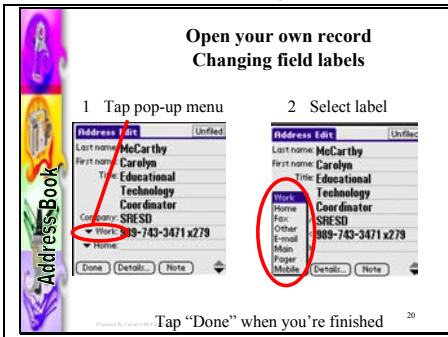 Open your own record
Changing field labels
1 Tap pop-up menu
2 Select label
Address Edit Unfiled
Last name: McCarthy
First name: Carolyn
Title: Educational
Technology
Coordinator
Company: SRESD
Work: 989-743-3471 x279
Home:
Done Details... Note
Address Edit Unfiled
Last name: McCarthy
First name: Carolyn
Title: Educational
Technology
Coordinator
SRESD
989-743-3471 x279
Work
Home
Fax
Other
E-mail
Main
Pager
Mobile
Details... Note
Address Book
Tap “Done” when you’re finished
20
Prepared by Carolyn